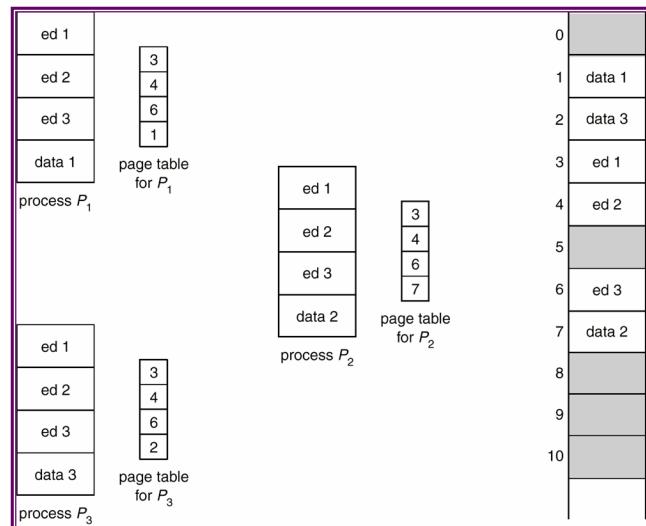 ed 1
ed 2
ed 3
data 1
process P1
3
4
6
1
page table
for P1
ed 1
ed 2
ed 3
data 2
process P2
3
4
6
7
page table
for P2
ed 1
ed 2
ed 3
data 3
process P3
3
4
6
2
page table
for P3
0
1 data 1
2 data 3
3 ed 1
4 ed 2
5
6 ed 3
7 data 2
8
9
10